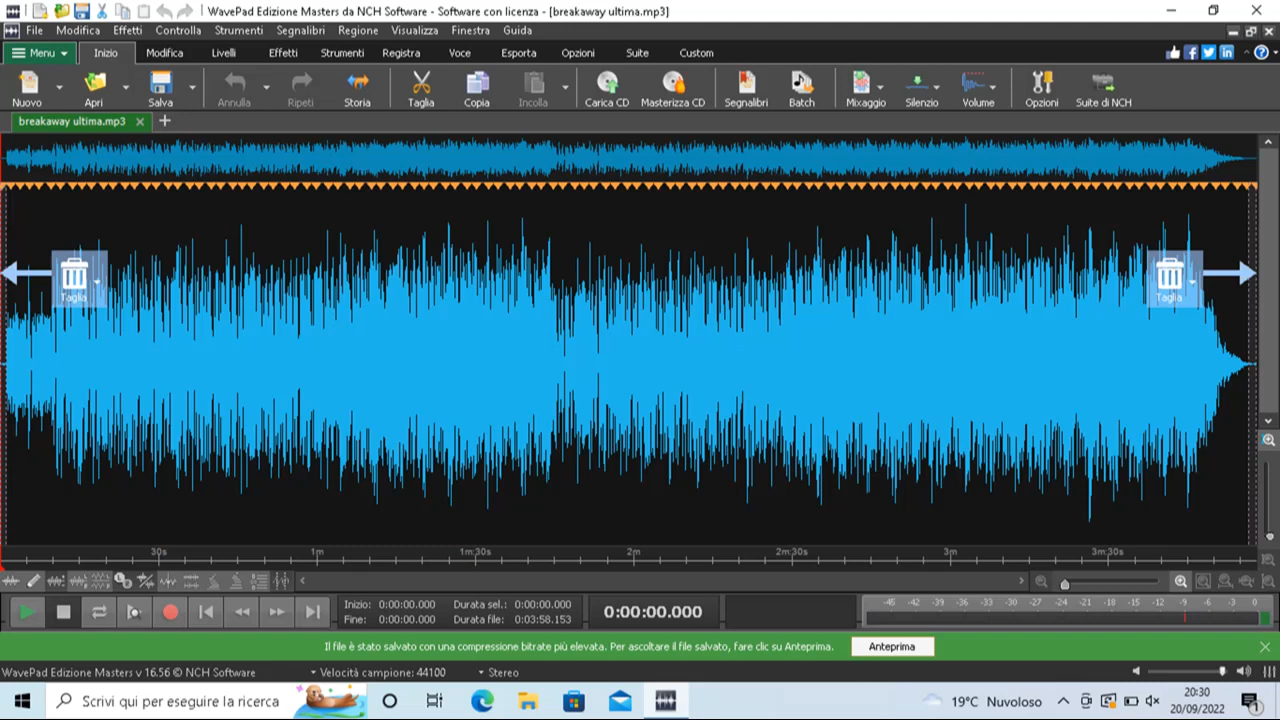 WavePad Edizione Masters da NCH Software - Software con licenza - [breakaway ultima.mp3]
File Modifica Effetti Controlla Strumenti Segnalibri Regione Visualizza Finestra Guida
Menu Inizio Modifica Livelli Effetti Strumenti Registra Voce Esporta Opzioni Suite Custom
Nuovo Apri Salva Annulla Ripeti Storia Taglia Copia Incolla Carica CD Masterizza CD Segnalibri Batch Mixaggio Silenzio Volume Opzioni Suite di NCH
breakaway ultima.mp3
Taglia Taglia
30s 1m 1m:30s 2m 2m:30s 3m 3m:30s
Inizio: 0:00:00.000 Durata sel.: 0:00:00.000
Fine: 0:00:00.000 Durata file: 0:03:58.153
0:00:00.000
-45 -42 -39 -36 -33 -30 -27 -24 -21 -18 -15 -12 -9 -6 -3 0
Il file è stato salvato con una compressione bitrate più elevata. Per ascoltare il file salvato, fare clic su Anteprima. Anteprima
WavePad Edizione Masters v 16.56 © NCH Software Velocità campione: 44100 Stereo
Scrivi qui per eseguire la ricerca
19°C Nuvoloso
20:30
20/09/2022
1